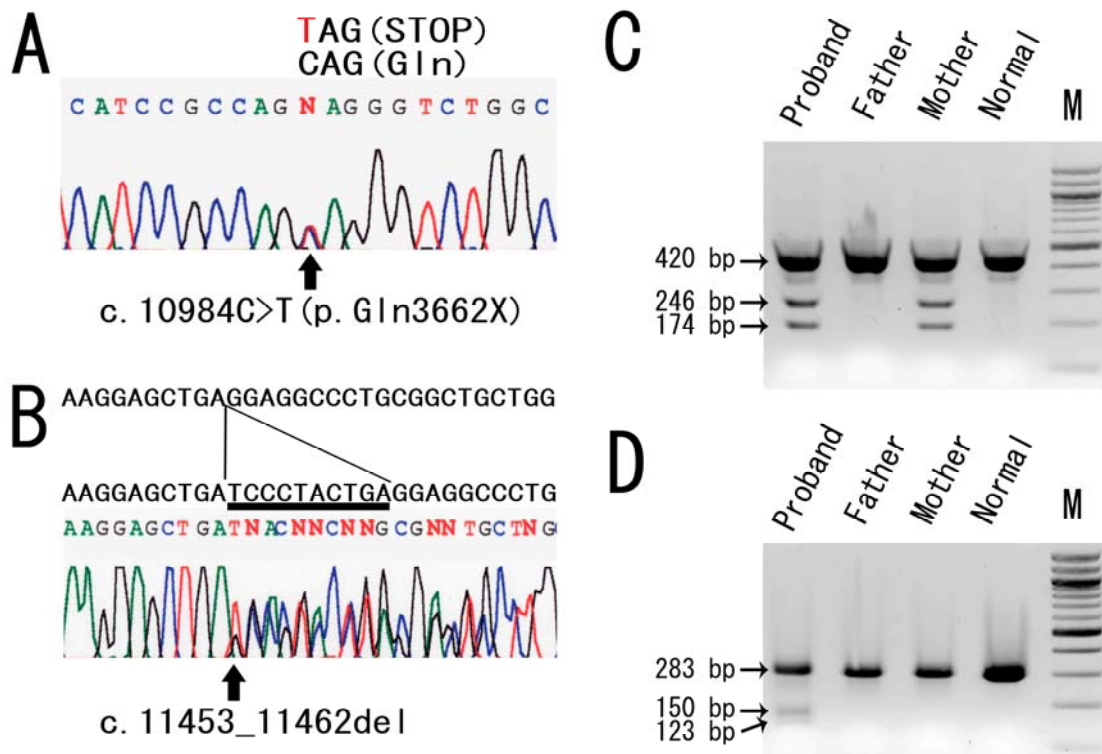 A
TAG(STOP)
CAG(Gln)
CATCCGCCAGNAGGGTCTGGC
c. 10984C>T(p. Gln3662X)
B
AAGGAGCTGAGGAGGCCCTGCGGCTGCTGG
AAGGAGCTGATCCCTACTGAGGAGGCCCTG
AAGGAGCTGATNACNNCNNGCGNNTGCTNG
c. 11453_11462del
C
Proband Father Mother Normal M
420 bp
246 bp
174 bp
D
Proband Father Mother Normal M
283 bp
150 bp
123 bp